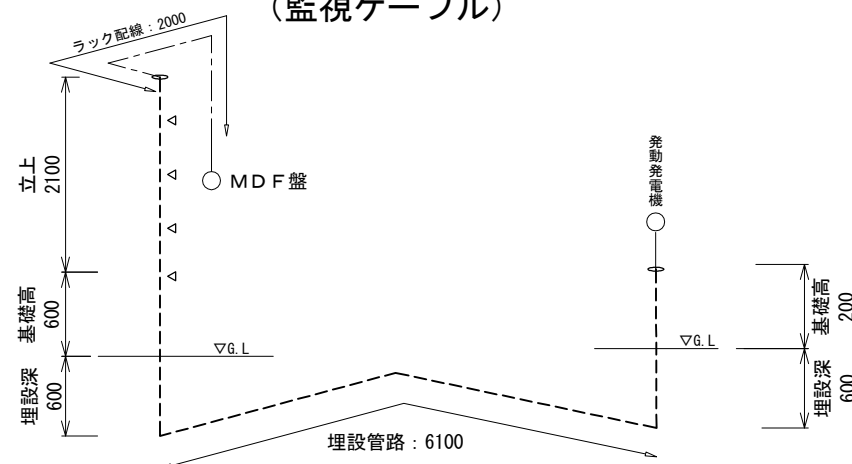 (監視ケーブル)
ラック配線：2000
立上
2100
MDF盤
発動発電機
基礎高
600
▽G.L
埋設深
600
▽G.L
基礎高
200
埋設深
600
埋設管路：6100